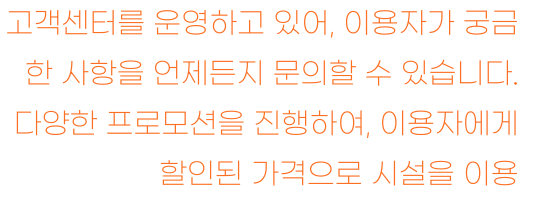 고객센터를 운영하고 있어, 이용자가 궁금
한 사항을 언제든지 문의할 수 있습니다.
다양한 프로모션을 진행하여, 이용자에게
할인된 가격으로 시설을 이용